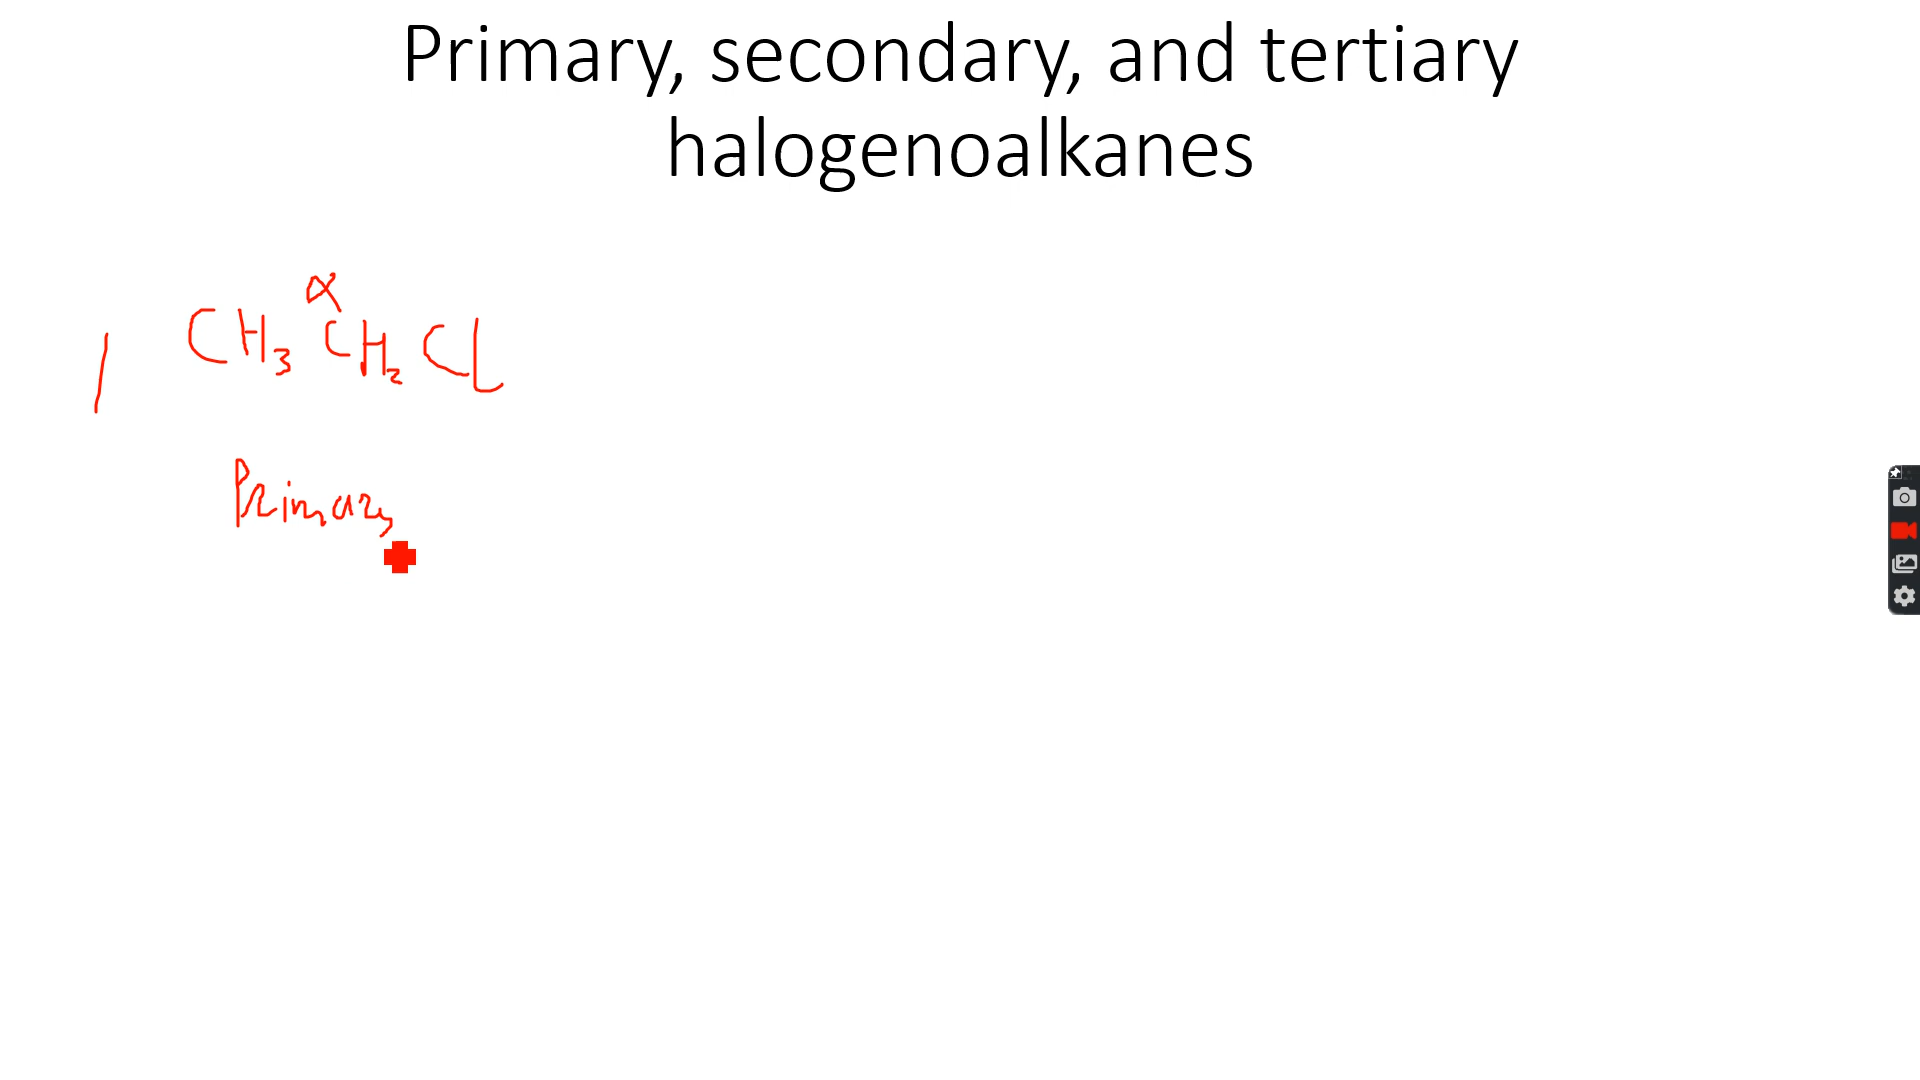 Primary, secondary, and tertiary
halogenoalkanes
α
1 CH₃ CH₂ Cl
Primary